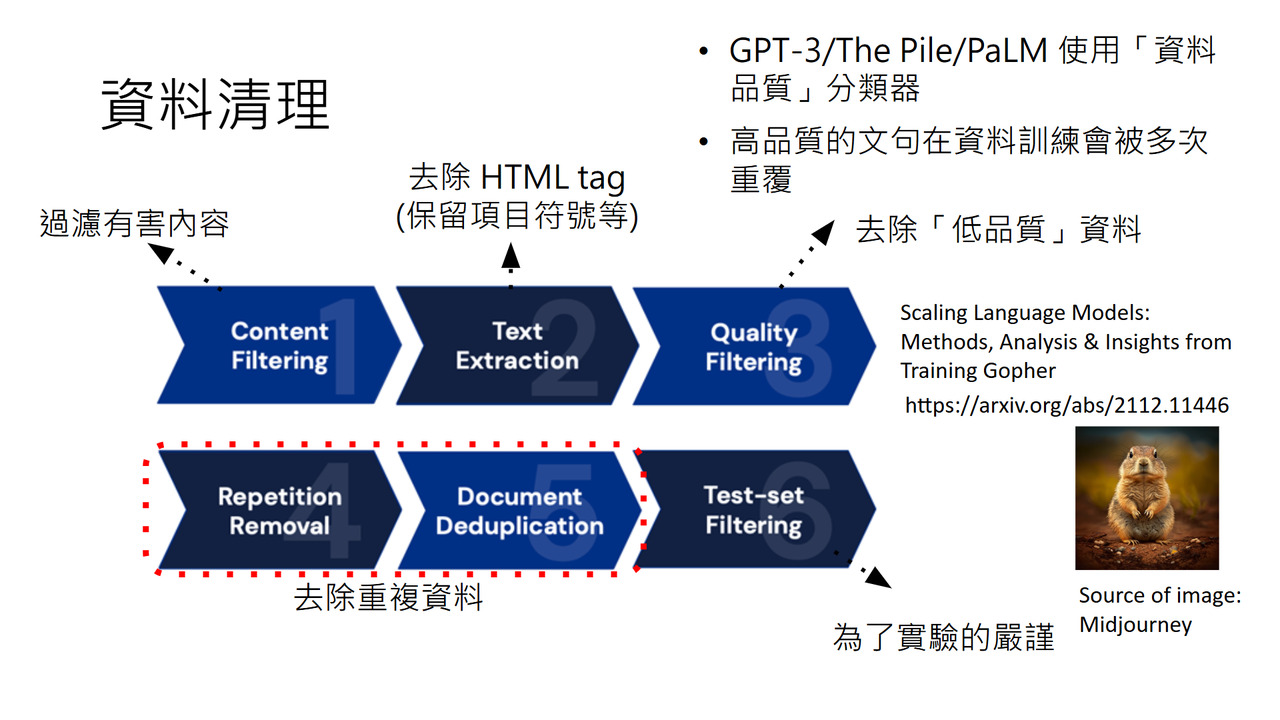 資料清理
• GPT-3/The Pile/PaLM 使用「資料
品質」分類器
• 高品質的文句在資料訓練會被多次
重覆
過濾有害內容
去除 HTML tag
(保留項目符號等)
去除「低品質」資料
1
Content
Filtering
2
Text
Extraction
3
Quality
Filtering
Scaling Language Models:
Methods, Analysis & Insights from
Training Gopher
https://arxiv.org/abs/2112.11446
4
Repetition
Removal
5
Document
Deduplication
6
Test-set
Filtering
去除重複資料
為了實驗的嚴謹
Source of image:
Midjourney